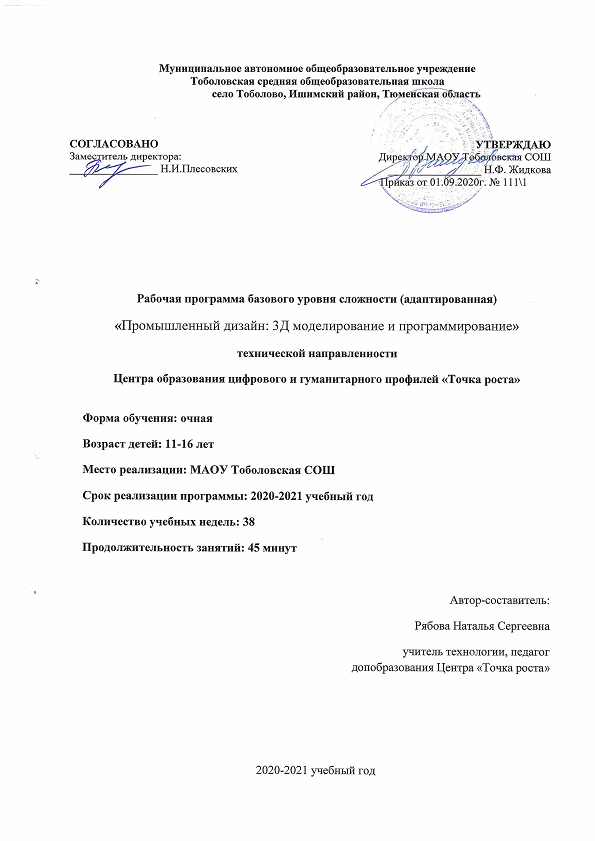 Муниципальное автономное общеобразовательное учреждение
Тоболовская средняя общеобразовательная школа
село Тоболово, Ишимский район, Тюменская область
СОГЛАСОВАНО
Заместитель директора:
Н.И.Плесовских
УТВЕРЖДАЮ
Директор МАОУ Тоболовская СОШ
Н.Ф. Жидкова
Приказ от 01.09.2020г. № 111\1
Рабочая программа базового уровня сложности (адаптированная)
«Промышленный дизайн: 3Д моделирование и программирование»
технической направленности
Центра образования цифрового и гуманитарного профилей «Точка роста»
Форма обучения: очная
Возраст детей: 11-16 лет
Место реализации: МАОУ Тоболовская СОШ
Срок реализации программы: 2020-2021 учебный год
Количество учебных недель: 38
Продолжительность занятий: 45 минут
Автор-составитель:
Рябова Наталья Сергеевна
учитель технологии, педагог
допобразования Центра «Точка роста»
2020-2021 учебный год